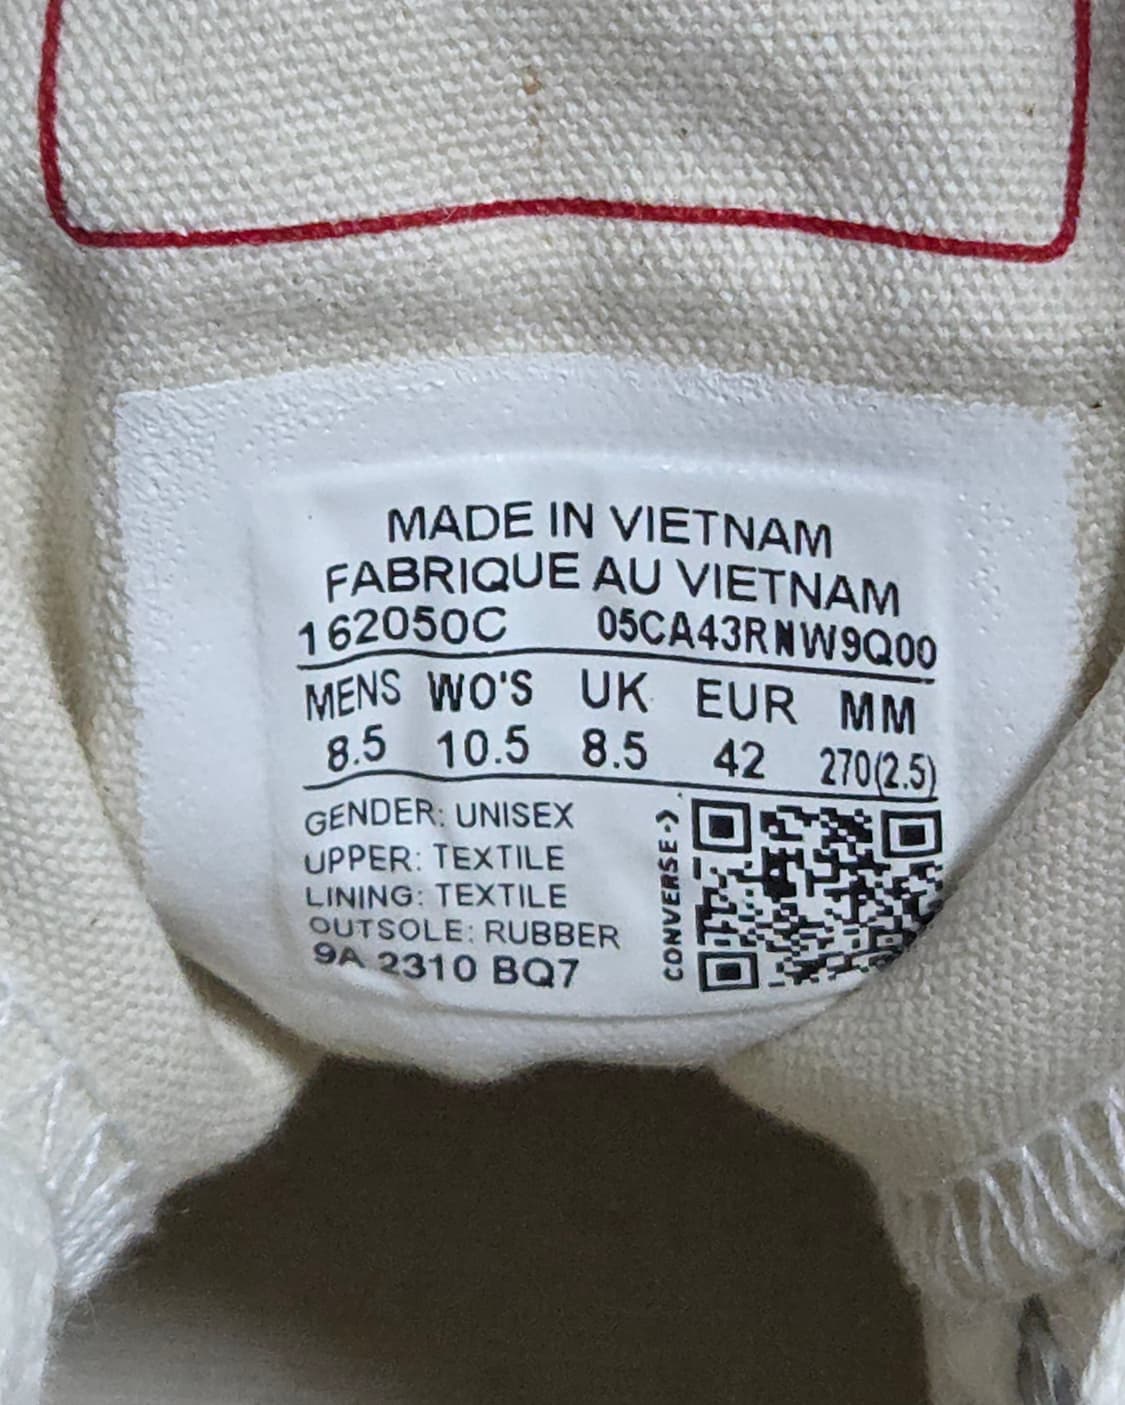 MADE IN VIETNAM
FABRIQUE AU VIETNAM
162050C 05CA43RNW9Q00
MENS WO'S UK EUR MM
8.5 10.5 8.5 42 270(2.5)
GENDER: UNISEX
UPPER: TEXTILE
LINING: TEXTILE
OUTSOLE: RUBBER
9A 2310 BQ7
CONVERSE